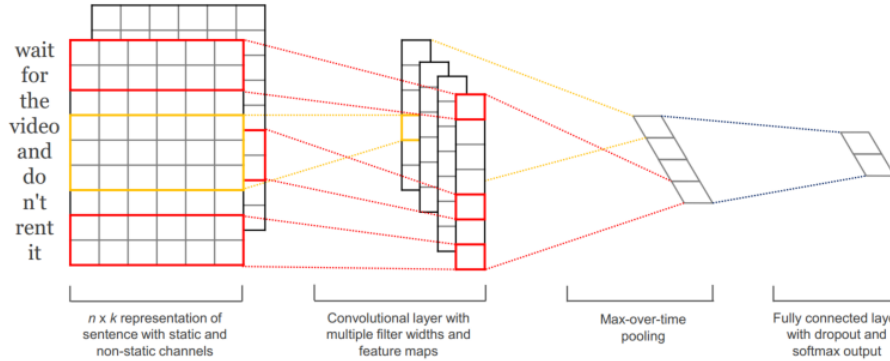 wait
for
the
video
and
do
n't
rent
it
n x k representation of
sentence with static and
non-static channels
Convolutional layer with
multiple filter widths and
feature maps
Max-over-time
pooling
Fully connected laye
with dropout and
softmax output